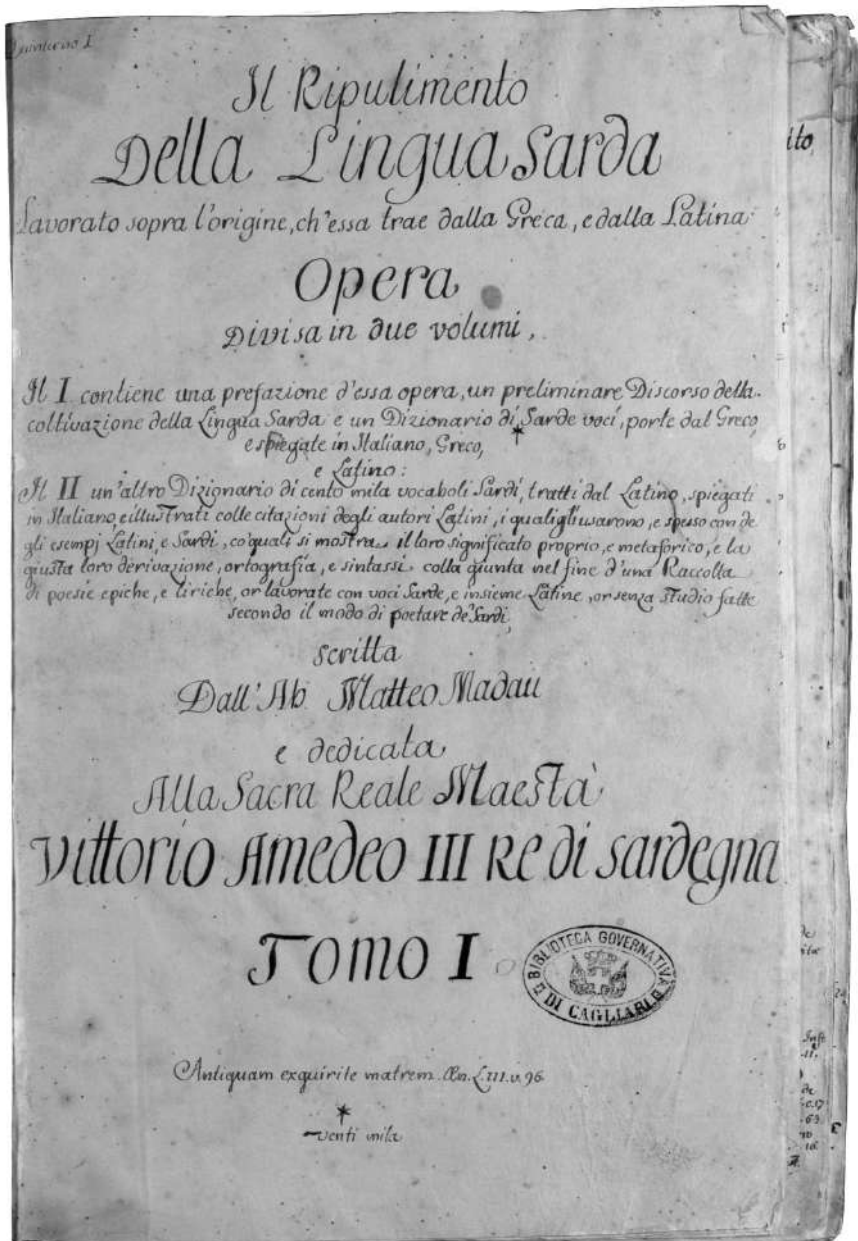 Quinterno I
Il Ripulimento
Della Lingua Sarda
Lavorato sopra l'origine, ch'essa trae dalla Greca, e dalla Latina
Opera
Divisa in due volumi,
Il I contiene una prefazione d'essa opera, un preliminare Discorso della
coltivazione della Lingua Sarda e un Dizionario di * Sarde voci, porte dal Greco,
e spiegate in Italiano, Greco,
e Latino:
Il II un'altro Dizionario di cento mila vocaboli Sardi, tratti dal Latino, spiegati
in Italiano, e illustrati colle citazioni degli autori Latini, i quali gli usarono, e spesso con de
gli esempj Latini, e Sardi, co'quali si mostra il loro significato proprio, e metaforico, e la
giusta loro derivazione, ortografia, e sintassi colla giunta nel fine d'una Raccolta
di poesie epiche, e liriche, or lavorate con voci Sarde, e insieme Latine, or senza studio fatte
secondo il modo di poetare de'Sardi,
scritta
Dall'Ab. Matteo Madau
e dedicata
Alla Sacra Reale Maestà
Vittorio Amedeo III Re di Sardegna
Tomo I
BIBLIOTECA GOVERNATIVA
DI CAGLIARI
Antiquam exquirite matrem. Æn. L. III. v. 96.
*
venti mila
ito,